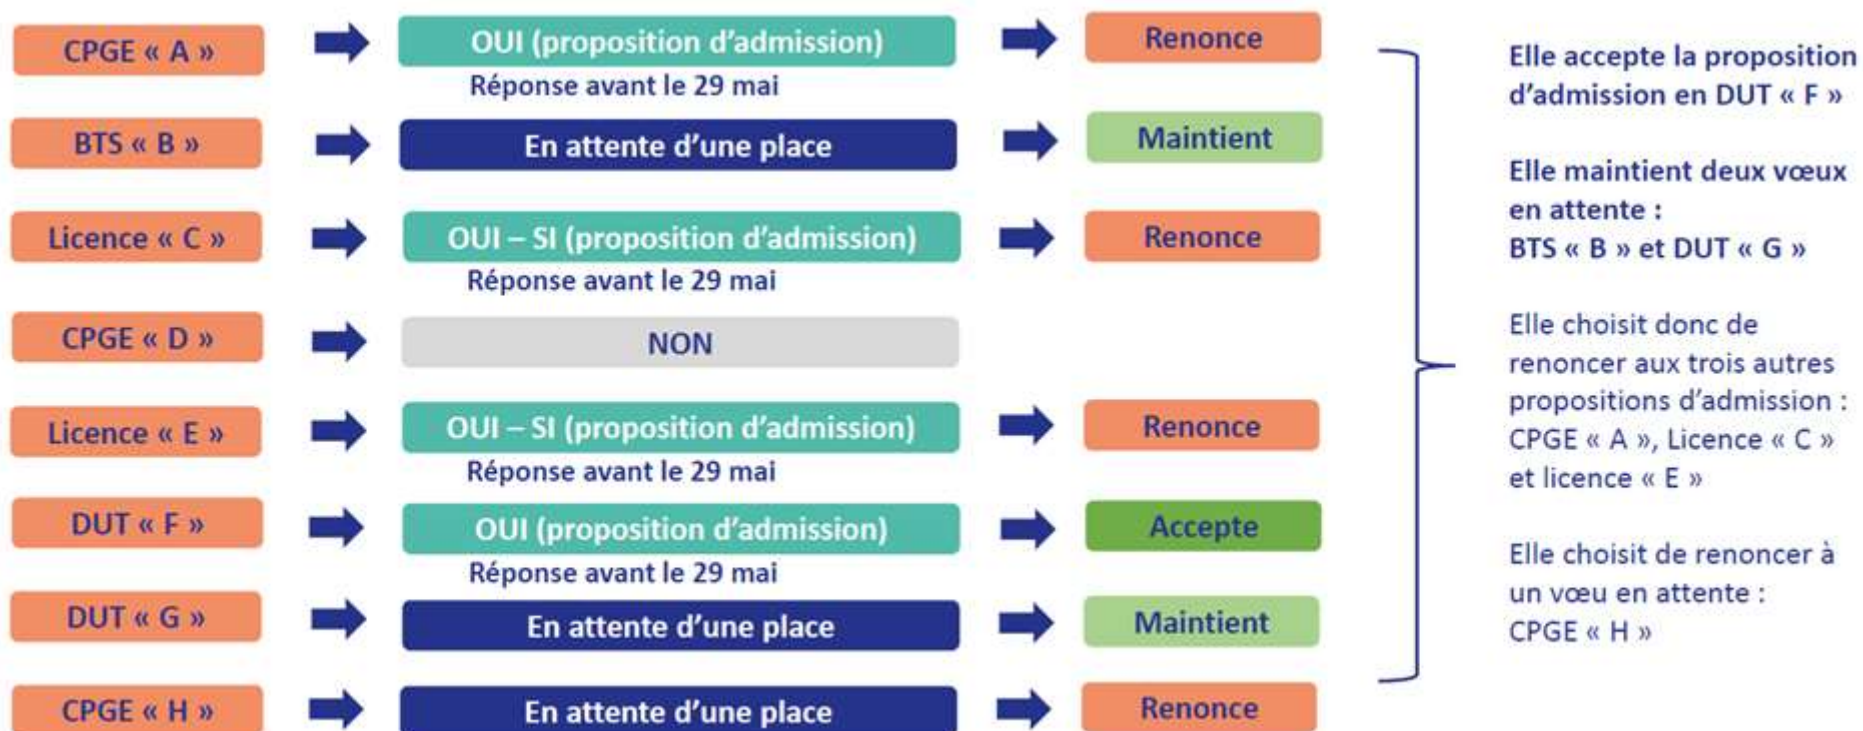 CPGE « A »
OUI (proposition d'admission)
Renonce
Réponse avant le 29 mai
BTS « B »
En attente d'une place
Maintient
Licence « C »
OUI – SI (proposition d'admission)
Renonce
Réponse avant le 29 mai
CPGE « D »
NON
Licence « E »
OUI – SI (proposition d'admission)
Renonce
Réponse avant le 29 mai
DUT « F »
OUI (proposition d'admission)
Accepte
Réponse avant le 29 mai
DUT « G »
En attente d'une place
Maintient
CPGE « H »
En attente d'une place
Renonce
Elle accepte la proposition
d'admission en DUT « F »
Elle maintient deux vœux
en attente :
BTS « B » et DUT « G »
Elle choisit donc de
renoncer aux trois autres
propositions d'admission :
CPGE « A », Licence « C »
et licence « E »
Elle choisit de renoncer à
un vœu en attente :
CPGE « H »